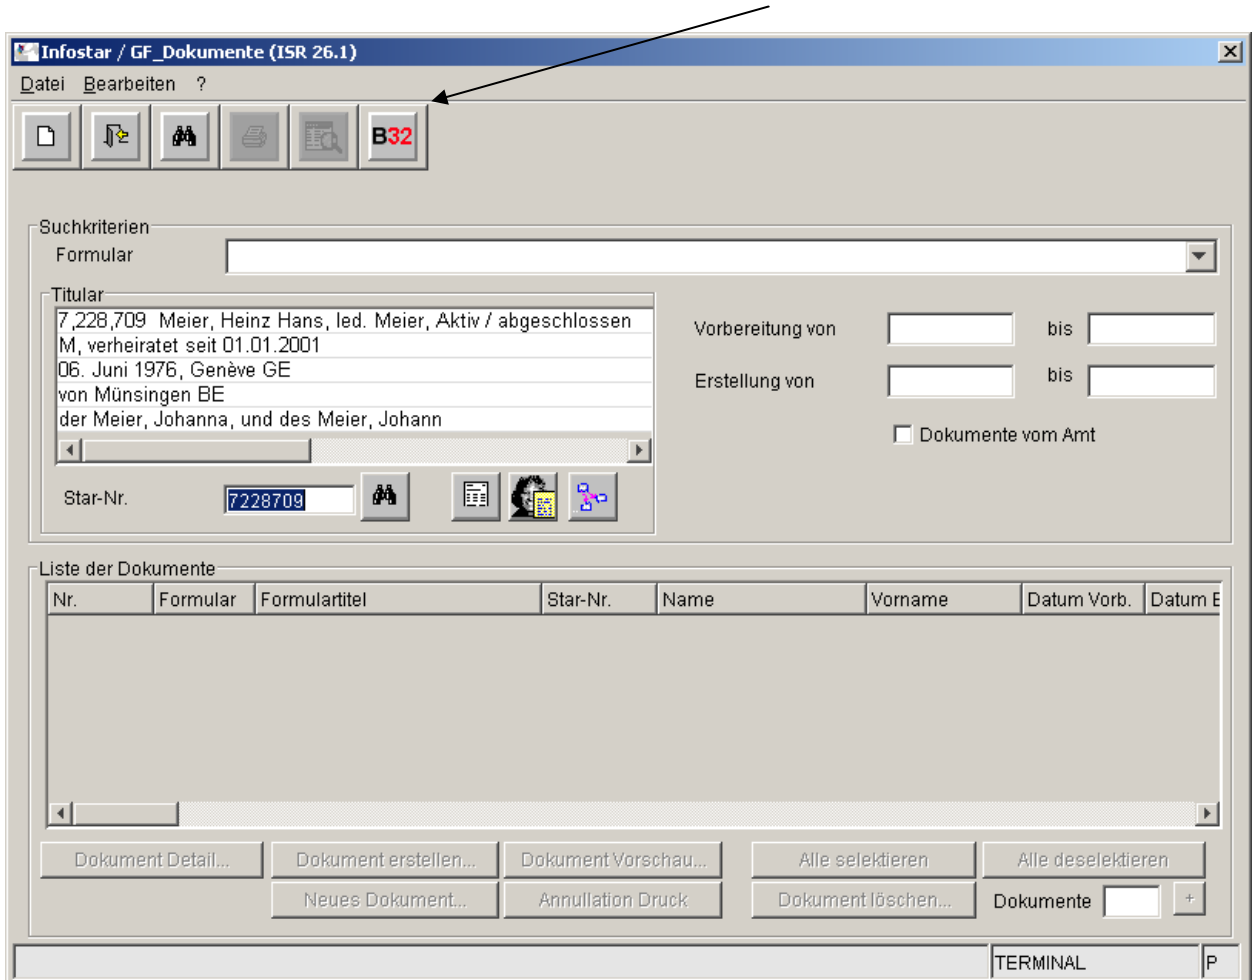 Infostar / GF_Dokumente (ISR 26.1)
Datei Bearbeiten ?
B32
Suchkriterien
Formular
Titular
7,228,709 Meier, Heinz Hans, led. Meier, Aktiv / abgeschlossen
M, verheiratet seit 01.01.2001
06. Juni 1976, Genève GE
von Münsingen BE
der Meier, Johanna, und des Meier, Johann
Vorbereitung von bis
Erstellung von bis
Dokumente vom Amt
Star-Nr. 7228709
Liste der Dokumente
Nr. Formular Formulartitel Star-Nr. Name Vorname Datum Vorb. Datum E
Dokument Detail... Dokument erstellen... Dokument Vorschau... Alle selektieren Alle deselektieren
Neues Dokument... Annullation Druck Dokument löschen... Dokumente +
TERMINAL P